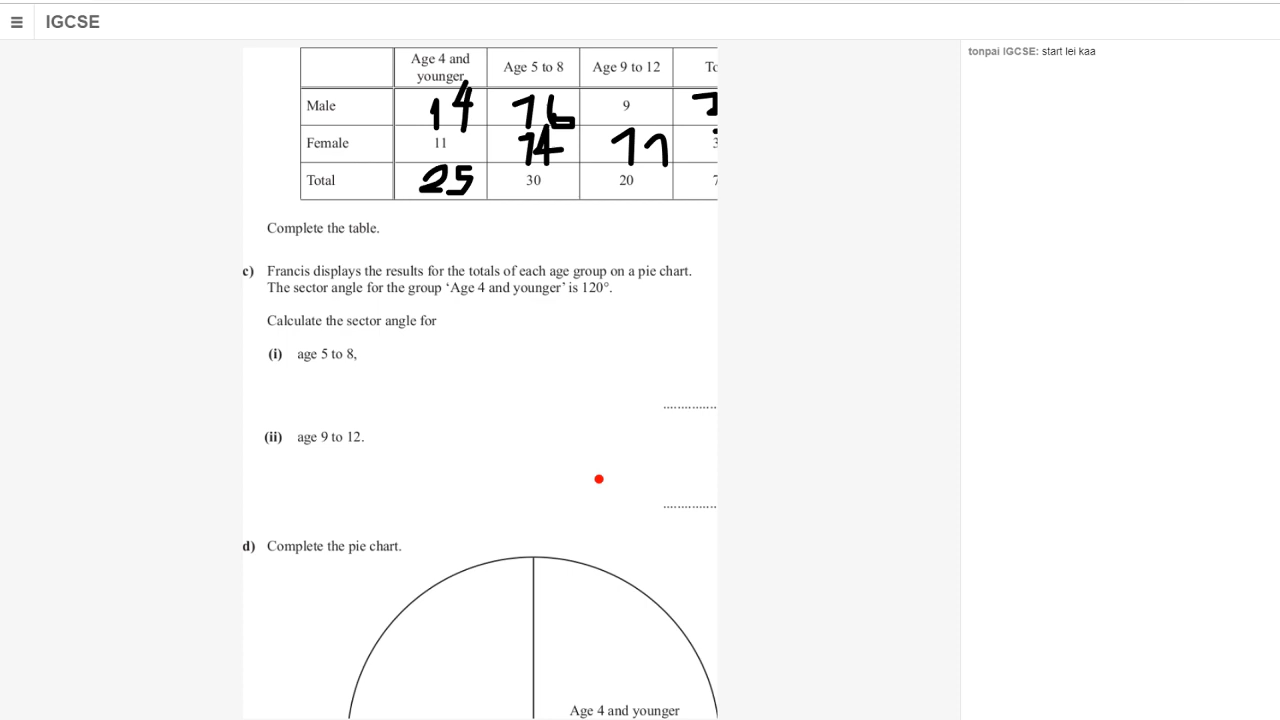 IGCSE
tonpai IGCSE: start lei kaa
Age 4 and younger Age 5 to 8 Age 9 to 12 To
Male 14 16 9
Female 11 14 11 3
Total 25 30 20 7
Complete the table.
c) Francis displays the results for the totals of each age group on a pie chart.
The sector angle for the group ‘Age 4 and younger’ is 120°.
Calculate the sector angle for
(i) age 5 to 8,
...............
(ii) age 9 to 12.
...............
d) Complete the pie chart.
Age 4 and younger